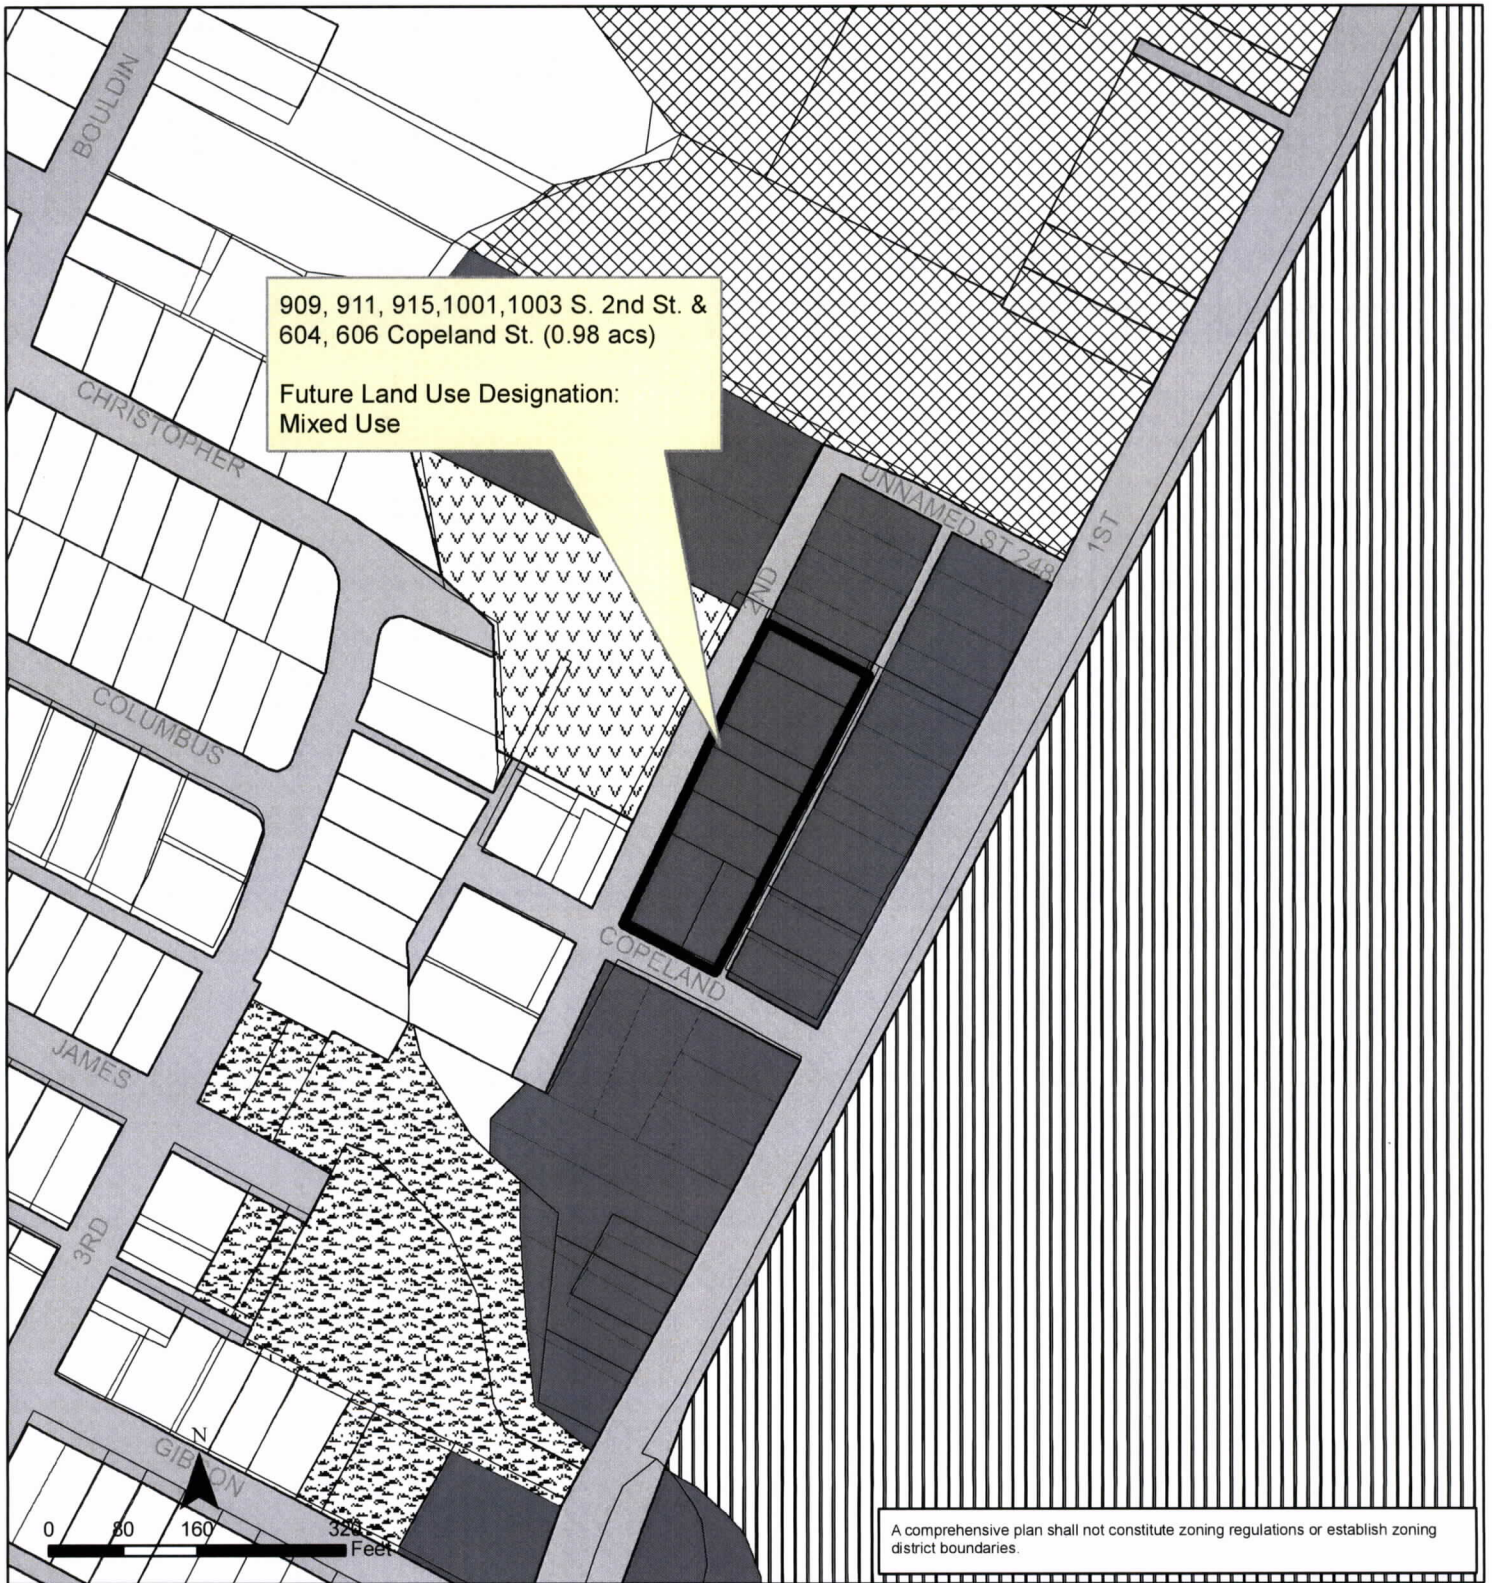 BOULDIN
909, 911, 915,1001,1003 S. 2nd St. &
604, 606 Copeland St. (0.98 acs)
Future Land Use Designation:
Mixed Use
CHRISTOPHER
UNNAMED ST 248
1ST
2ND
COLUMBUS
COPELAND
JAMES
3RD
N
GIBSON
0 80 160 320
Feet
A comprehensive plan shall not constitute zoning regulations or establish zoning
district boundaries.